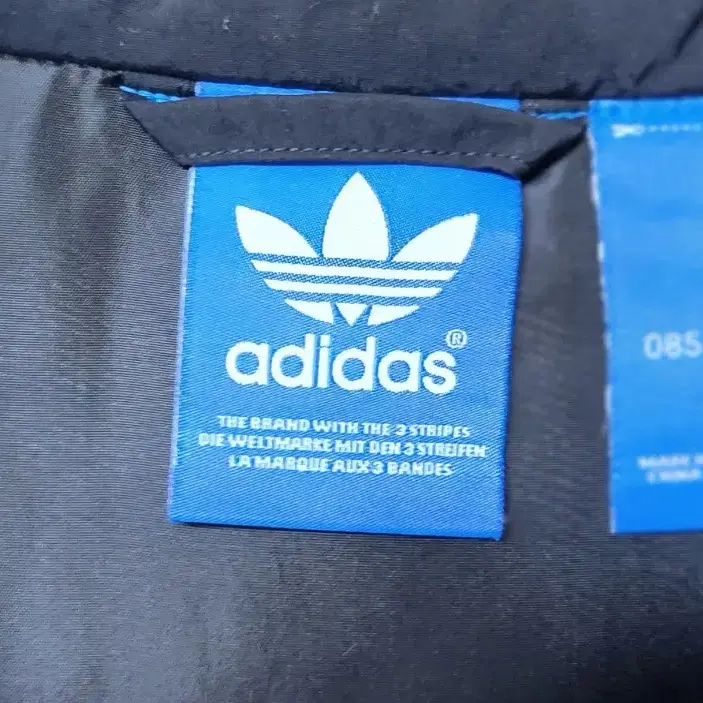 adidas®
THE BRAND WITH THE 3 STRIPES
DIE WELTMARKE MIT DEN 3 STREIFEN
LA MARQUE AUX 3 BANDES
085